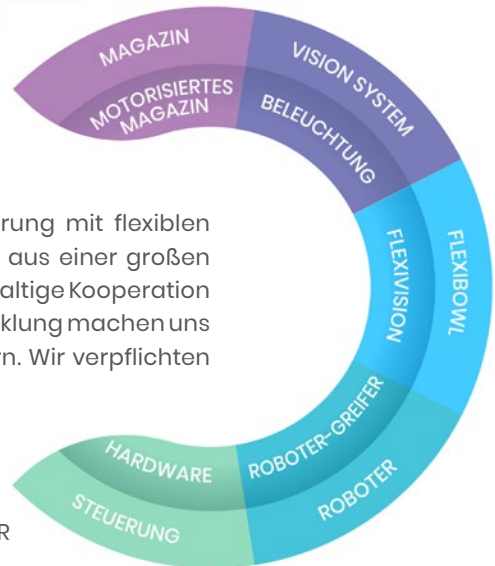 MAGAZIN
MOTORISIERTES
MAGAZIN
VISION SYSTEM
BELEUCHTUNG
FLEXIBOWL
FLEXIVISION
ROBOTER-GREIFER
ROBOTER
HARDWARE
STEUERUNG
rung mit flexiblen
aus einer großen
altige Kooperation
cklung machen uns
n. Wir verpflichten
R